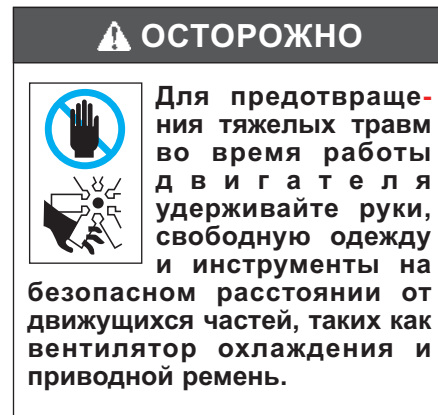 ОСТОРОЖНО
Для предотвраще-
ния тяжелых травм
во время работы
двигателя
удерживайте руки,
свободную одежду
и инструменты на
безопасном расстоянии от
движущихся частей, таких как
вентилятор охлаждения и
приводной ремень.